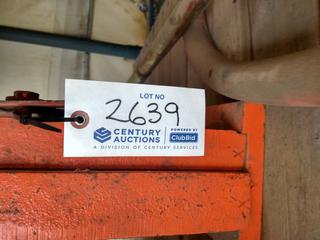 LOT NO
2639
CENTURY POWERED BY
AUCTIONS ClubBid
A DIVISION OF CENTURY SERVICES